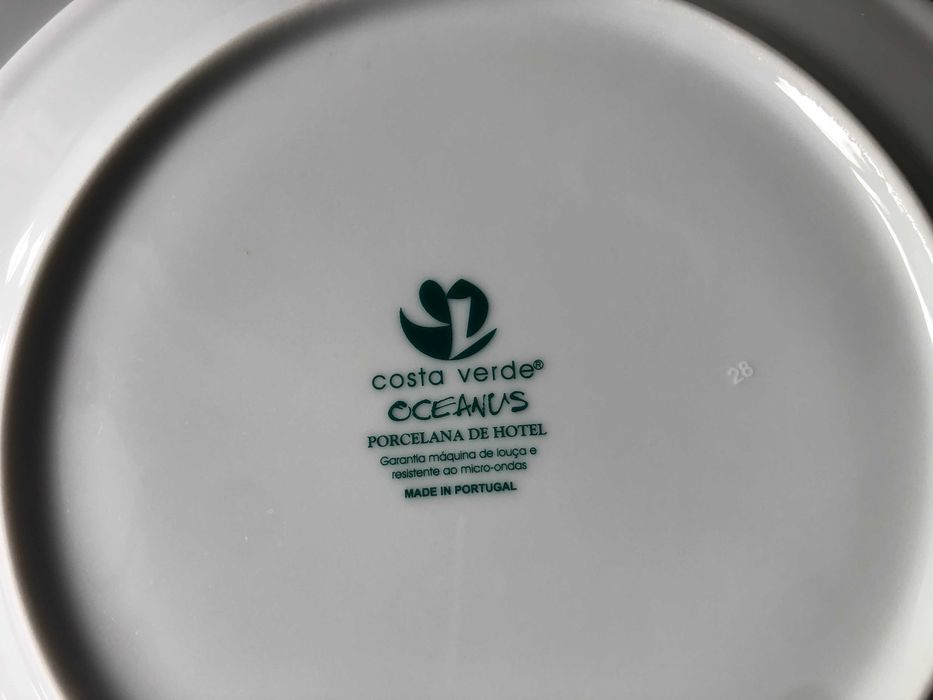 costa verde®
OCEANUS
PORCELANA DE HOTEL
Garantia máquina de louça e
resistente ao micro-ondas
MADE IN PORTUGAL
28